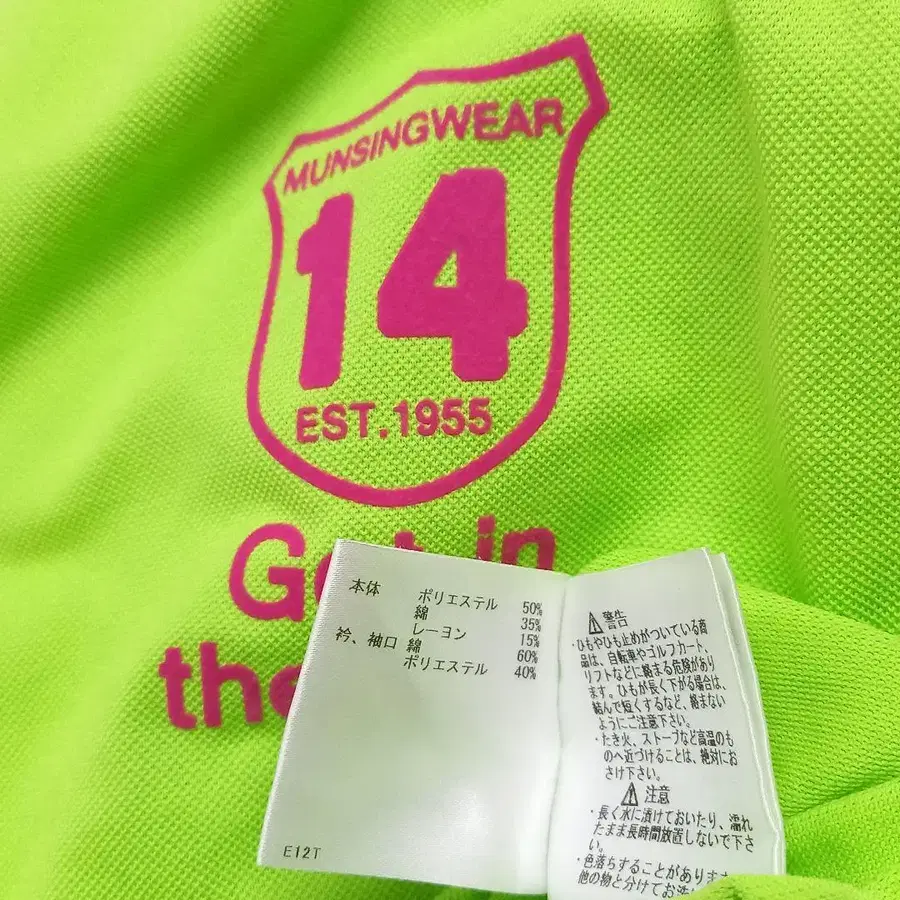 MUNSINGWEAR
14
EST.1955
in
the
本体 ポリエステル 50%
綿 35%
レーヨン 15%
衿、袖口 綿 60%
ポリエステル 40%
E12T
⚠警告
・ひもやひも止めがついている商
品は、自転車やゴルフカート、
リフトなどに絡まる危険があり
ます。ひもが長く下がる場合は、
結んで短くするなど、絡まない
ようにご注意下さい。
・たき火、ストーブなど高温のも
のへ近づけることは、絶対にお
さけ下さい。
⚠注意
・長く水に漬けておいたり、濡れ
たまま長時間放置しないで下さ
い。
・色落ちすることがあります
他の物と分けてお洗